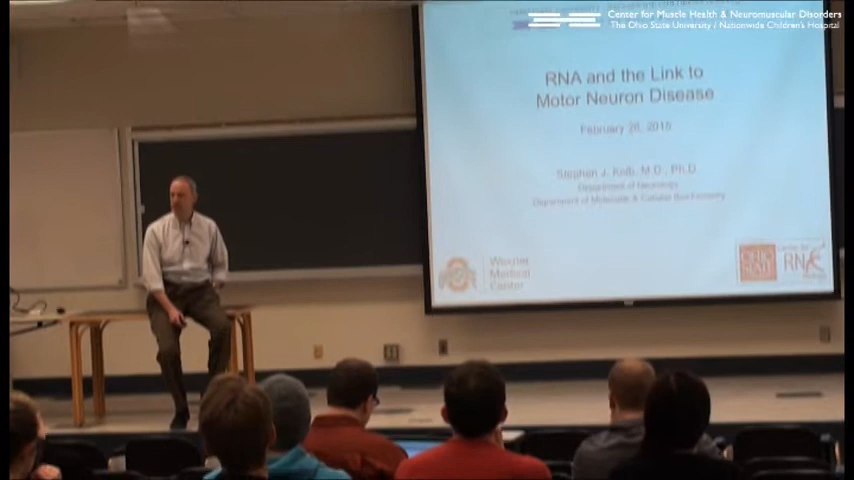 Center for Muscle Health & Neuromuscular Disorders
The Ohio State University / Nationwide Children's Hospital
RNA and the Link to
Motor Neuron Disease
February 26, 2015
Stephen J. Kolb, M.D., Ph.D.
Department of Neurology
Department of Molecular & Cellular Biochemistry
Wexner
Medical
Center
OHIO
STATE
RNA